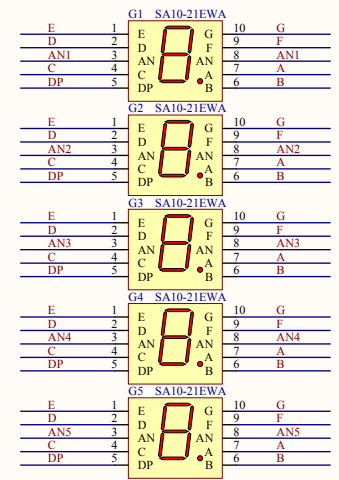 G1 SA10-21EWA
E 1 E G 10 G
D 2 D F 9 F
AN1 3 AN AN 8 AN1
C 4 C A 7 A
DP 5 DP B 6 B
G2 SA10-21EWA
E 1 E G 10 G
D 2 D F 9 F
AN2 3 AN AN 8 AN2
C 4 C A 7 A
DP 5 DP B 6 B
G3 SA10-21EWA
E 1 E G 10 G
D 2 D F 9 F
AN3 3 AN AN 8 AN3
C 4 C A 7 A
DP 5 DP B 6 B
G4 SA10-21EWA
E 1 E G 10 G
D 2 D F 9 F
AN4 3 AN AN 8 AN4
C 4 C A 7 A
DP 5 DP B 6 B
G5 SA10-21EWA
E 1 E G 10 G
D 2 D F 9 F
AN5 3 AN AN 8 AN5
C 4 C A 7 A
DP 5 DP B 6 B